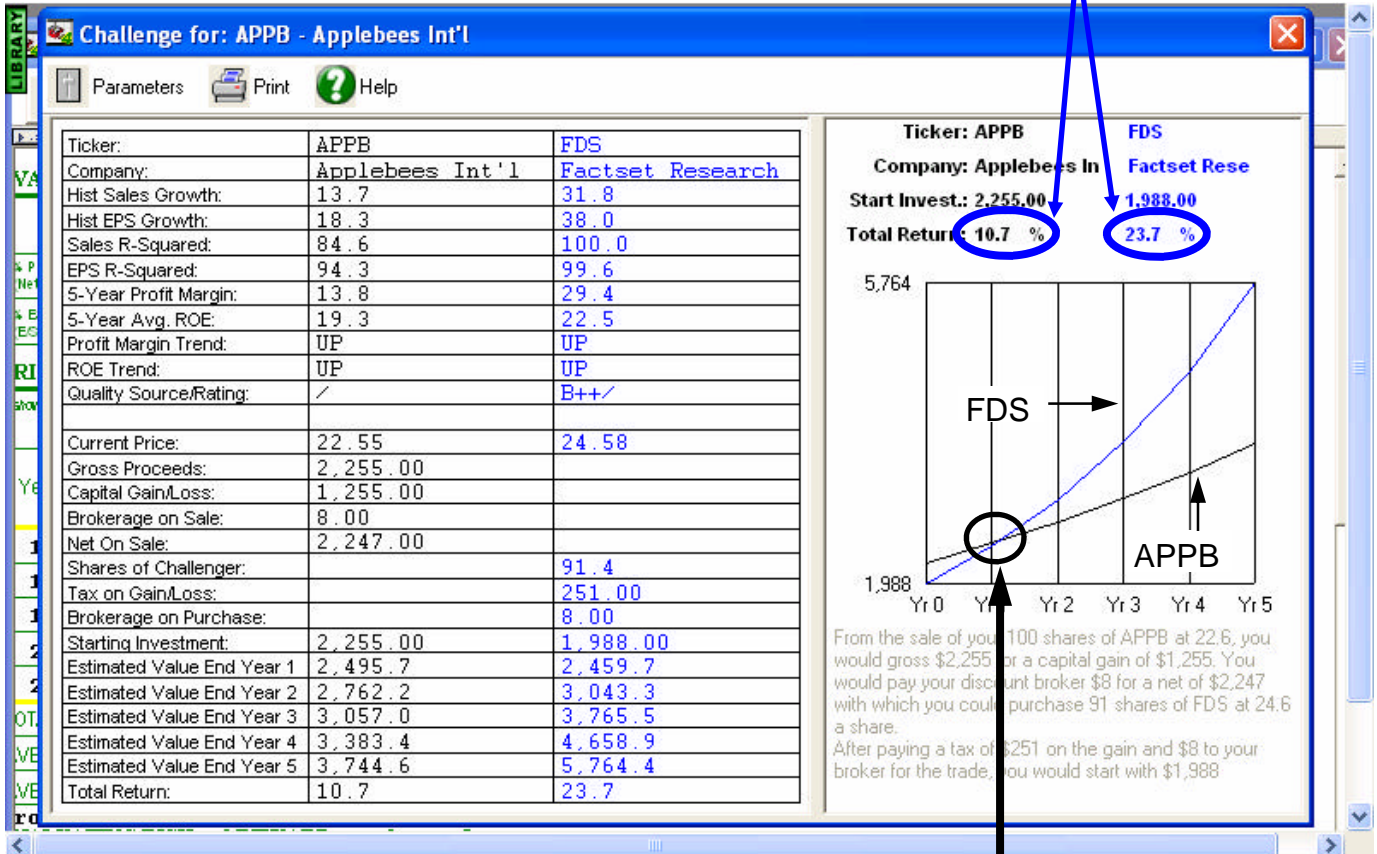 LIBRARY
Challenge for: APPB - Applebees Int'l
Parameters Print Help
Ticker: APPB FDS
Company: Applebees Int'l Factset Research
Hist Sales Growth: 13.7 31.8
Hist EPS Growth: 18.3 38.0
Sales R-Squared: 84.6 100.0
EPS R-Squared: 94.3 99.6
5-Year Profit Margin: 13.8 29.4
5-Year Avg. ROE: 19.3 22.5
Profit Margin Trend: UP UP
ROE Trend: UP UP
Quality Source/Rating: / B++/
Current Price: 22.55 24.58
Gross Proceeds: 2,255.00
Capital Gain/Loss: 1,255.00
Brokerage on Sale: 8.00
Net On Sale: 2,247.00
Shares of Challenger: 91.4
Tax on Gain/Loss: 251.00
Brokerage on Purchase: 8.00
Starting Investment: 2,255.00 1,988.00
Estimated Value End Year 1 2,495.7 2,459.7
Estimated Value End Year 2 2,762.2 3,043.3
Estimated Value End Year 3 3,057.0 3,765.5
Estimated Value End Year 4 3,383.4 4,658.9
Estimated Value End Year 5 3,744.6 5,764.4
Total Return: 10.7 23.7
Ticker: APPB FDS
Company: Applebees In Factset Rese
Start Invest.: 2,255.00 1,988.00
Total Return: 10.7 % 23.7 %
5,764
FDS
APPB
1,988
Yr 0 Yr 2 Yr 3 Yr 4 Yr 5
From the sale of your 100 shares of APPB at 22.6, you
would gross $2,255 for a capital gain of $1,255. You
would pay your discount broker $8 for a net of $2,247
with which you could purchase 91 shares of FDS at 24.6
a share.
After paying a tax of $251 on the gain and $8 to your
broker for the trade, you would start with $1,988